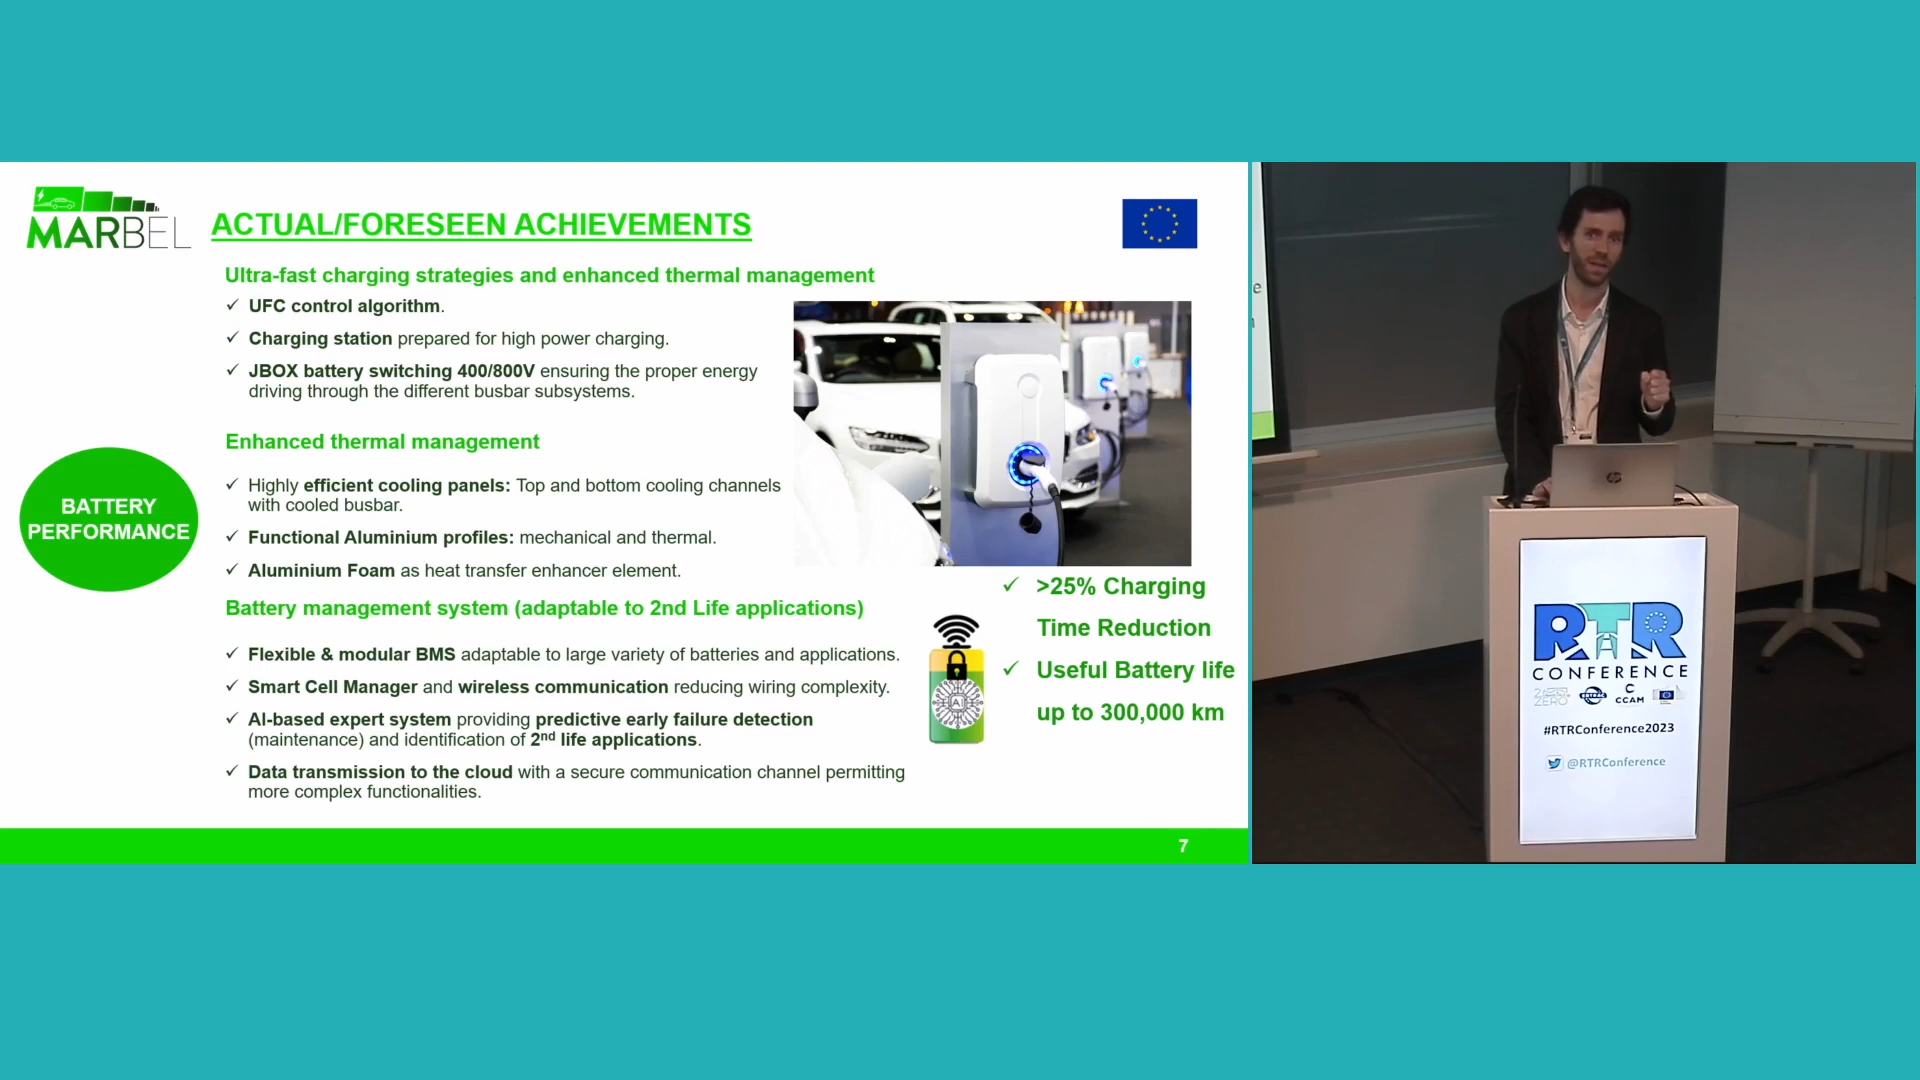 MARBEL
ACTUAL/FORESEEN ACHIEVEMENTS
Ultra-fast charging strategies and enhanced thermal management
✓ UFC control algorithm.
✓ Charging station prepared for high power charging.
✓ JBOX battery switching 400/800V ensuring the proper energy
driving through the different busbar subsystems.
Enhanced thermal management
✓ Highly efficient cooling panels: Top and bottom cooling channels
with cooled busbar.
✓ Functional Aluminium profiles: mechanical and thermal.
✓ Aluminium Foam as heat transfer enhancer element.
BATTERY
PERFORMANCE
Battery management system (adaptable to 2nd Life applications)
✓ Flexible & modular BMS adaptable to large variety of batteries and applications.
✓ Smart Cell Manager and wireless communication reducing wiring complexity.
✓ AI-based expert system providing predictive early failure detection
(maintenance) and identification of 2nd life applications.
✓ Data transmission to the cloud with a secure communication channel permitting
more complex functionalities.
AI
✓ >25% Charging
Time Reduction
✓ Useful Battery life
up to 300,000 km
7
e
hp
RTR
CONFERENCE
2ZERO
ERTRAC
CCAM
#RTRConference2023
@RTRConference